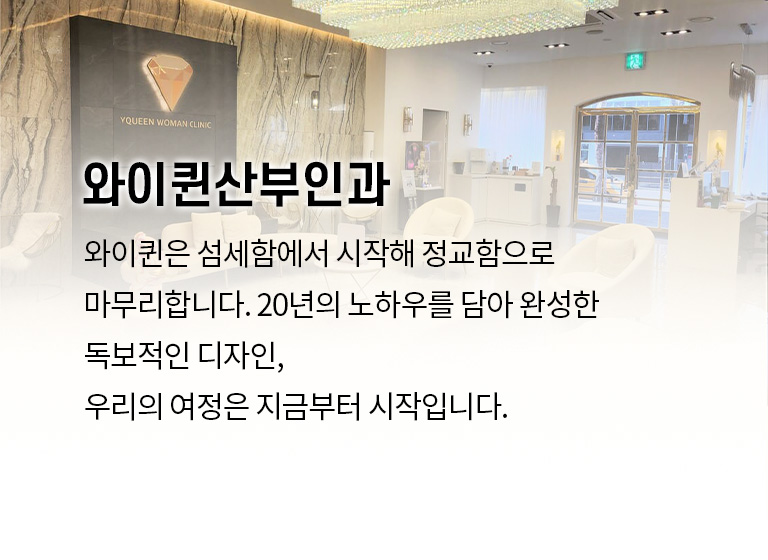 YQUEEN WOMAN CLINIC
와이퀸산부인과
와이퀸은 섬세함에서 시작해 정교함으로
마무리합니다. 20년의 노하우를 담아 완성한
독보적인 디자인,
우리의 여정은 지금부터 시작입니다.